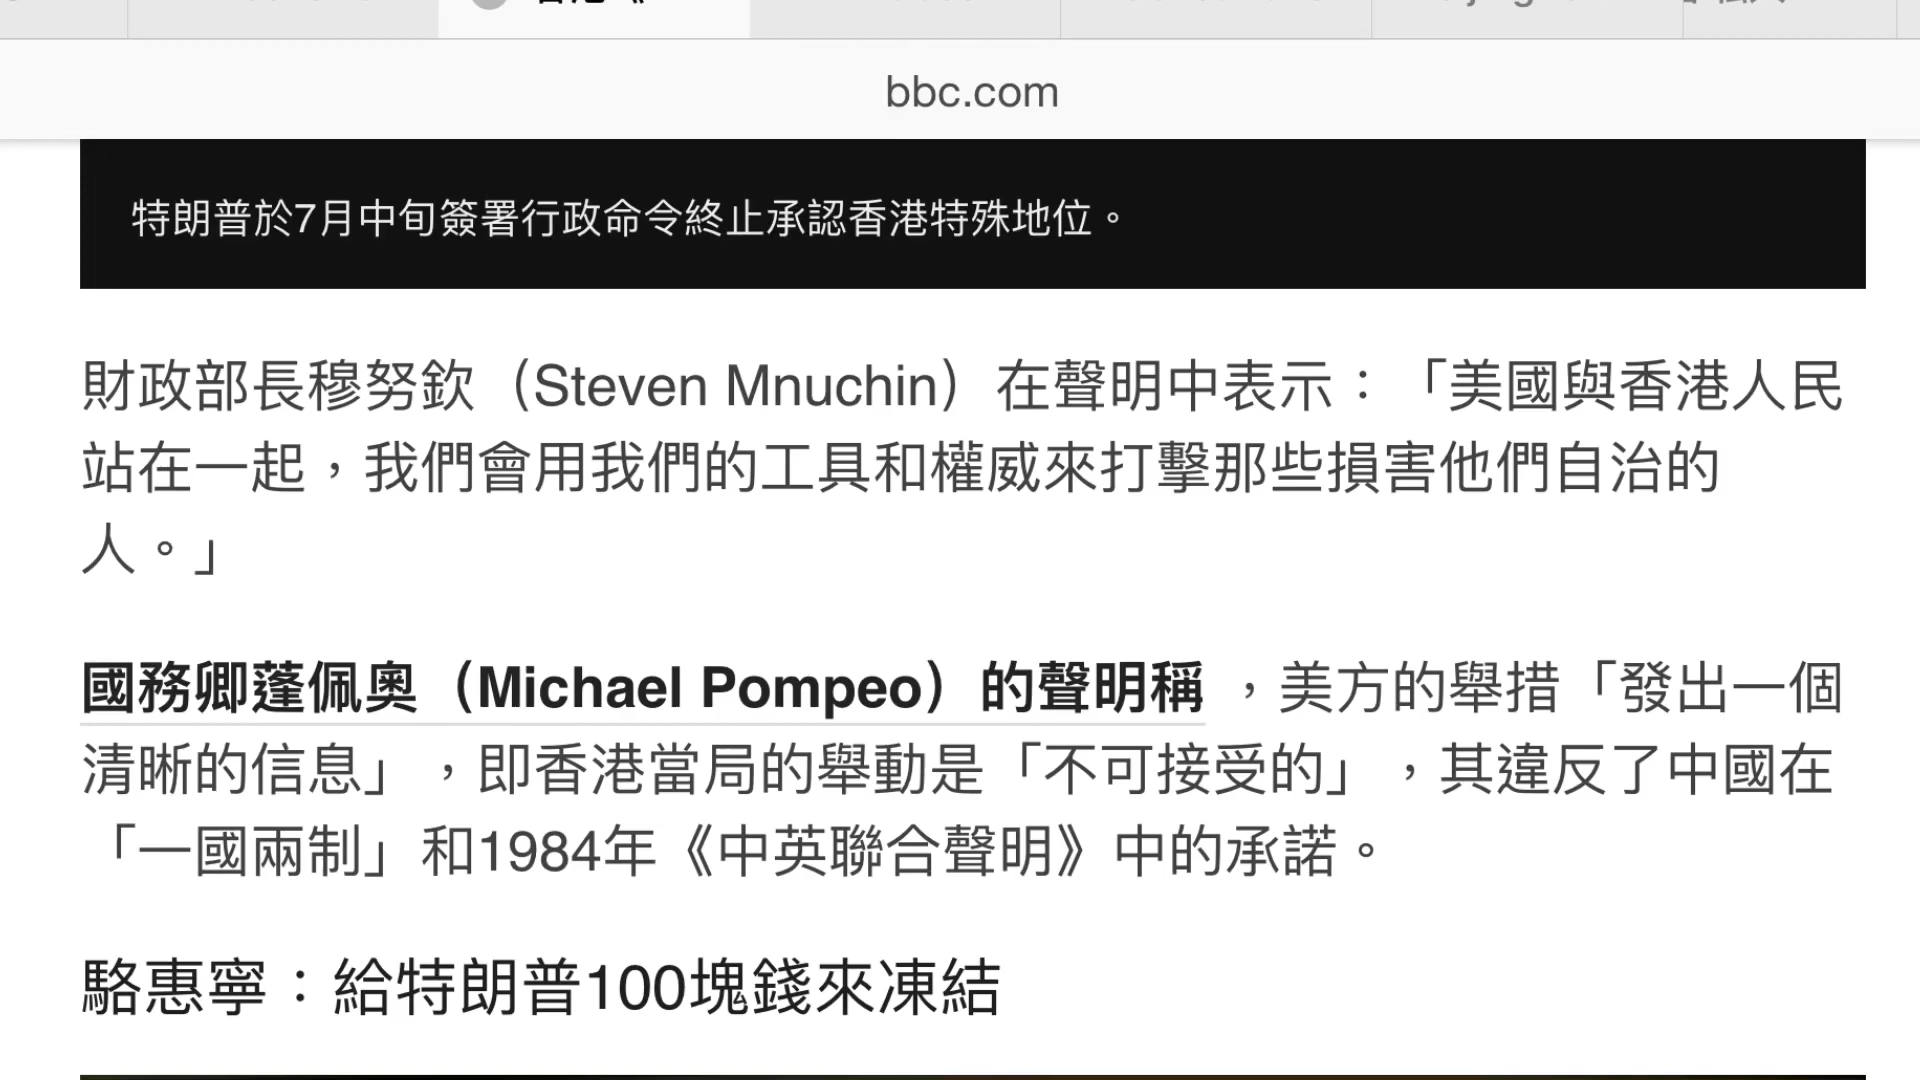 bbc.com
特朗普於7月中旬簽署行政命令終止承認香港特殊地位。
財政部長穆努欽（Steven Mnuchin）在聲明中表示：「美國與香港人民
站在一起，我們會用我們的工具和權威來打擊那些損害他們自治的
人。」
國務卿蓬佩奧（Michael Pompeo）的聲明稱 ，美方的舉措「發出一個
清晰的信息」，即香港當局的舉動是「不可接受的」，其違反了中國在
「一國兩制」和1984年《中英聯合聲明》中的承諾。
駱惠寧：給特朗普100塊錢來凍結